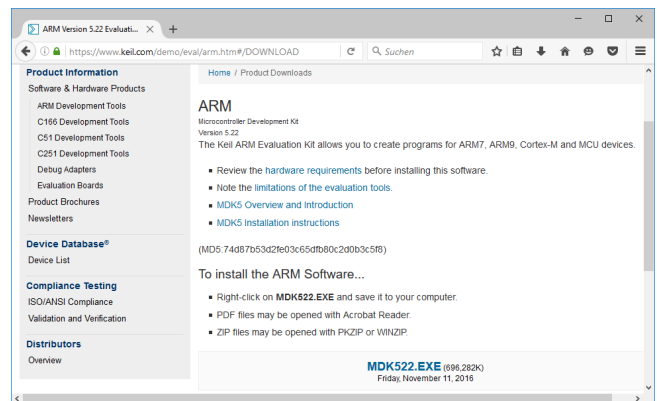 ARM Version 5.22 Evaluati...
https://www.keil.com/demo/eval/arm.htm#/DOWNLOAD
Suchen
Product Information
Software & Hardware Products
ARM Development Tools
C166 Development Tools
C51 Development Tools
C251 Development Tools
Debug Adapters
Evaluation Boards
Product Brochures
Newsletters
Device Database®
Device List
Compliance Testing
ISO/ANSI Compliance
Validation and Verification
Distributors
Overview
Home / Product Downloads
ARM
Microcontroller Development Kit
Version 5.22
The Keil ARM Evaluation Kit allows you to create programs for ARM7, ARM9, Cortex-M and MCU devices.
▪ Review the hardware requirements before installing this software.
▪ Note the limitations of the evaluation tools.
▪ MDK5 Overview and Introduction
▪ MDK5 Installation instructions
(MD5:74d87b53d2fe03c65dfb80c2d0b3c5f8)
To install the ARM Software...
▪ Right-click on MDK522.EXE and save it to your computer.
▪ PDF files may be opened with Acrobat Reader.
▪ ZIP files may be opened with PKZIP or WINZIP.
MDK522.EXE (696,282K)
Friday, November 11, 2016